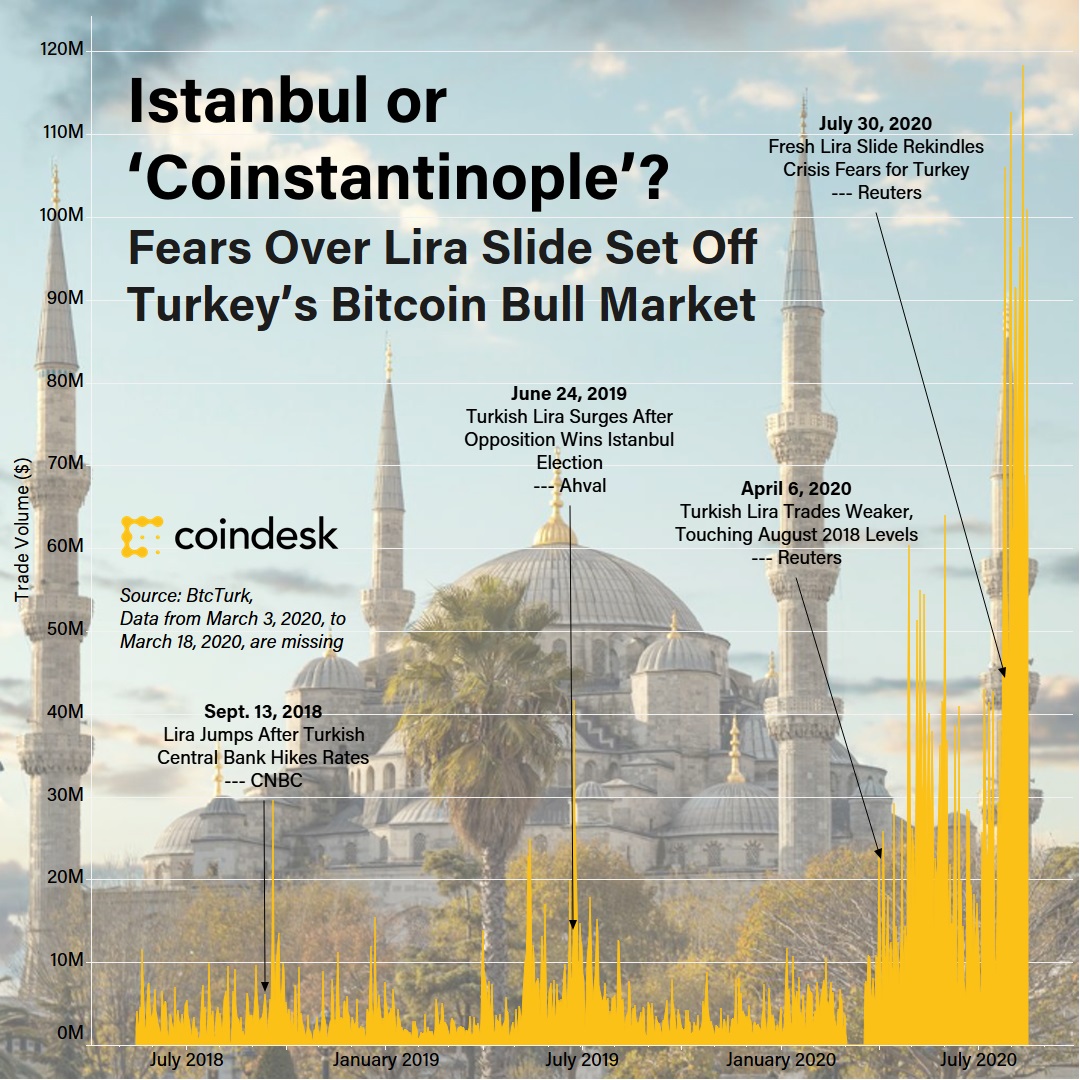 Istanbul or
‘Coinstantinople’?
Fears Over Lira Slide Set Off
Turkey’s Bitcoin Bull Market
coindesk
Source: BtcTurk,
Data from March 3, 2020, to
March 18, 2020, are missing
Trade Volume ($)
120M
110M
100M
90M
80M
70M
60M
50M
40M
30M
20M
10M
0M
Sept. 13, 2018
Lira Jumps After Turkish
Central Bank Hikes Rates
--- CNBC
June 24, 2019
Turkish Lira Surges After
Opposition Wins Istanbul
Election
--- Ahval
April 6, 2020
Turkish Lira Trades Weaker,
Touching August 2018 Levels
--- Reuters
July 30, 2020
Fresh Lira Slide Rekindles
Crisis Fears for Turkey
--- Reuters
July 2018
January 2019
July 2019
January 2020
July 2020